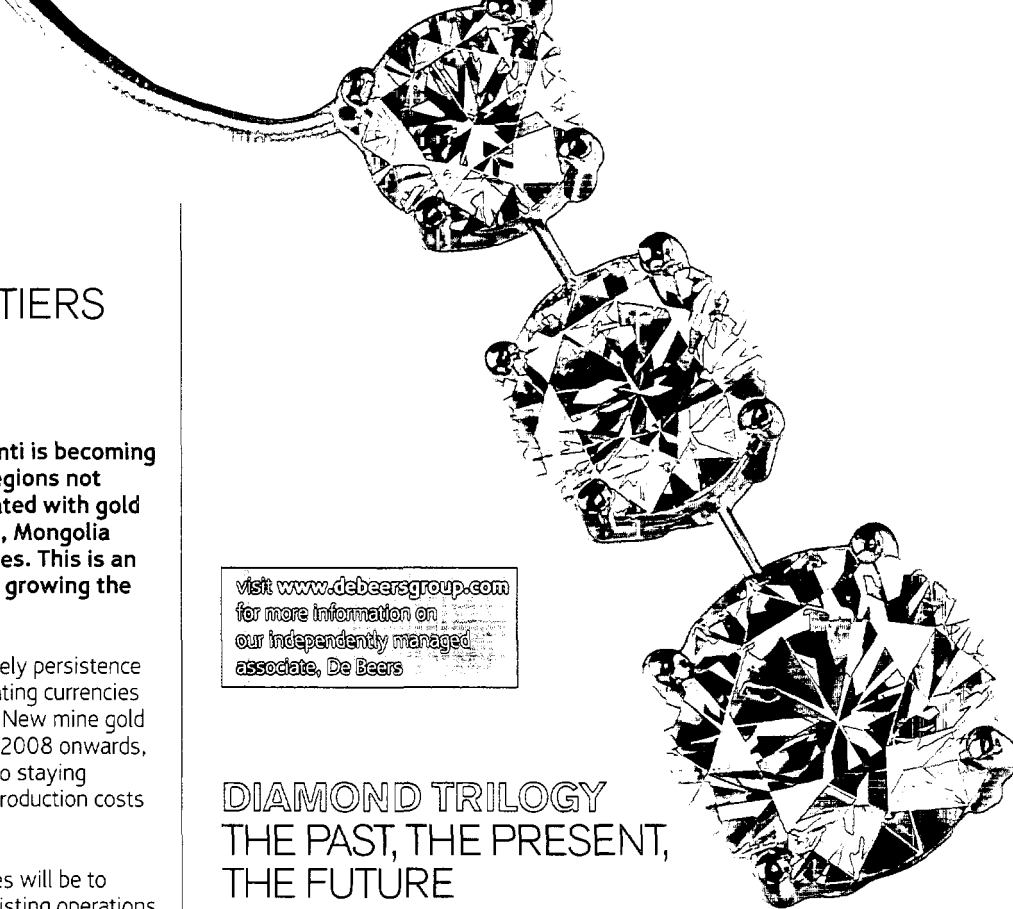 TIERS
nti is becoming
egions not
ated with gold
, Mongolia
es. This is an
growing the
ely persistence
ating currencies
New mine gold
2008 onwards,
o staying
roduction costs
es will be to
isting operations
visit www.debeersgroup.com
for more information on
our independently managed
associate, De Beers
DIAMOND TRILOGY
THE PAST, THE PRESENT,
THE FUTURE